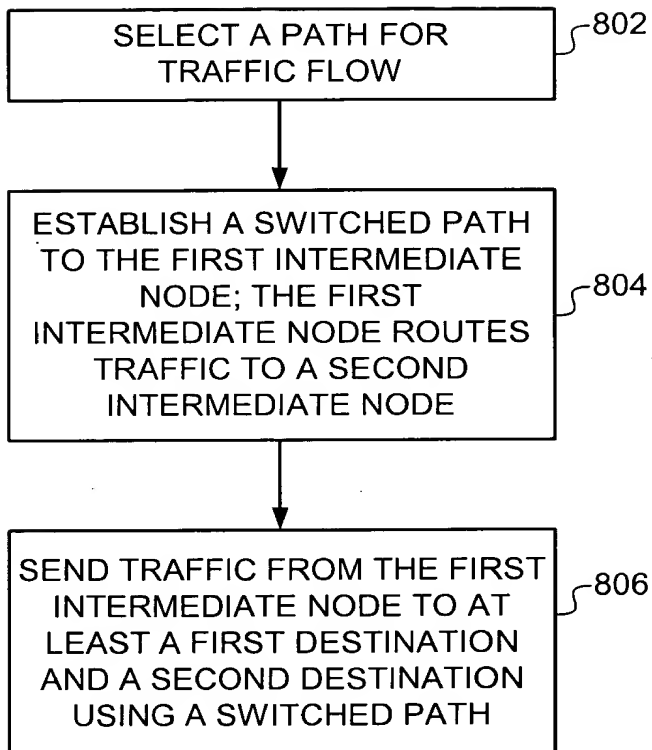 SELECT A PATH FOR
TRAFFIC FLOW
802
ESTABLISH A SWITCHED PATH
TO THE FIRST INTERMEDIATE
NODE; THE FIRST
INTERMEDIATE NODE ROUTES
TRAFFIC TO A SECOND
INTERMEDIATE NODE
804
SEND TRAFFIC FROM THE FIRST
INTERMEDIATE NODE TO AT
LEAST A FIRST DESTINATION
AND A SECOND DESTINATION
USING A SWITCHED PATH
806